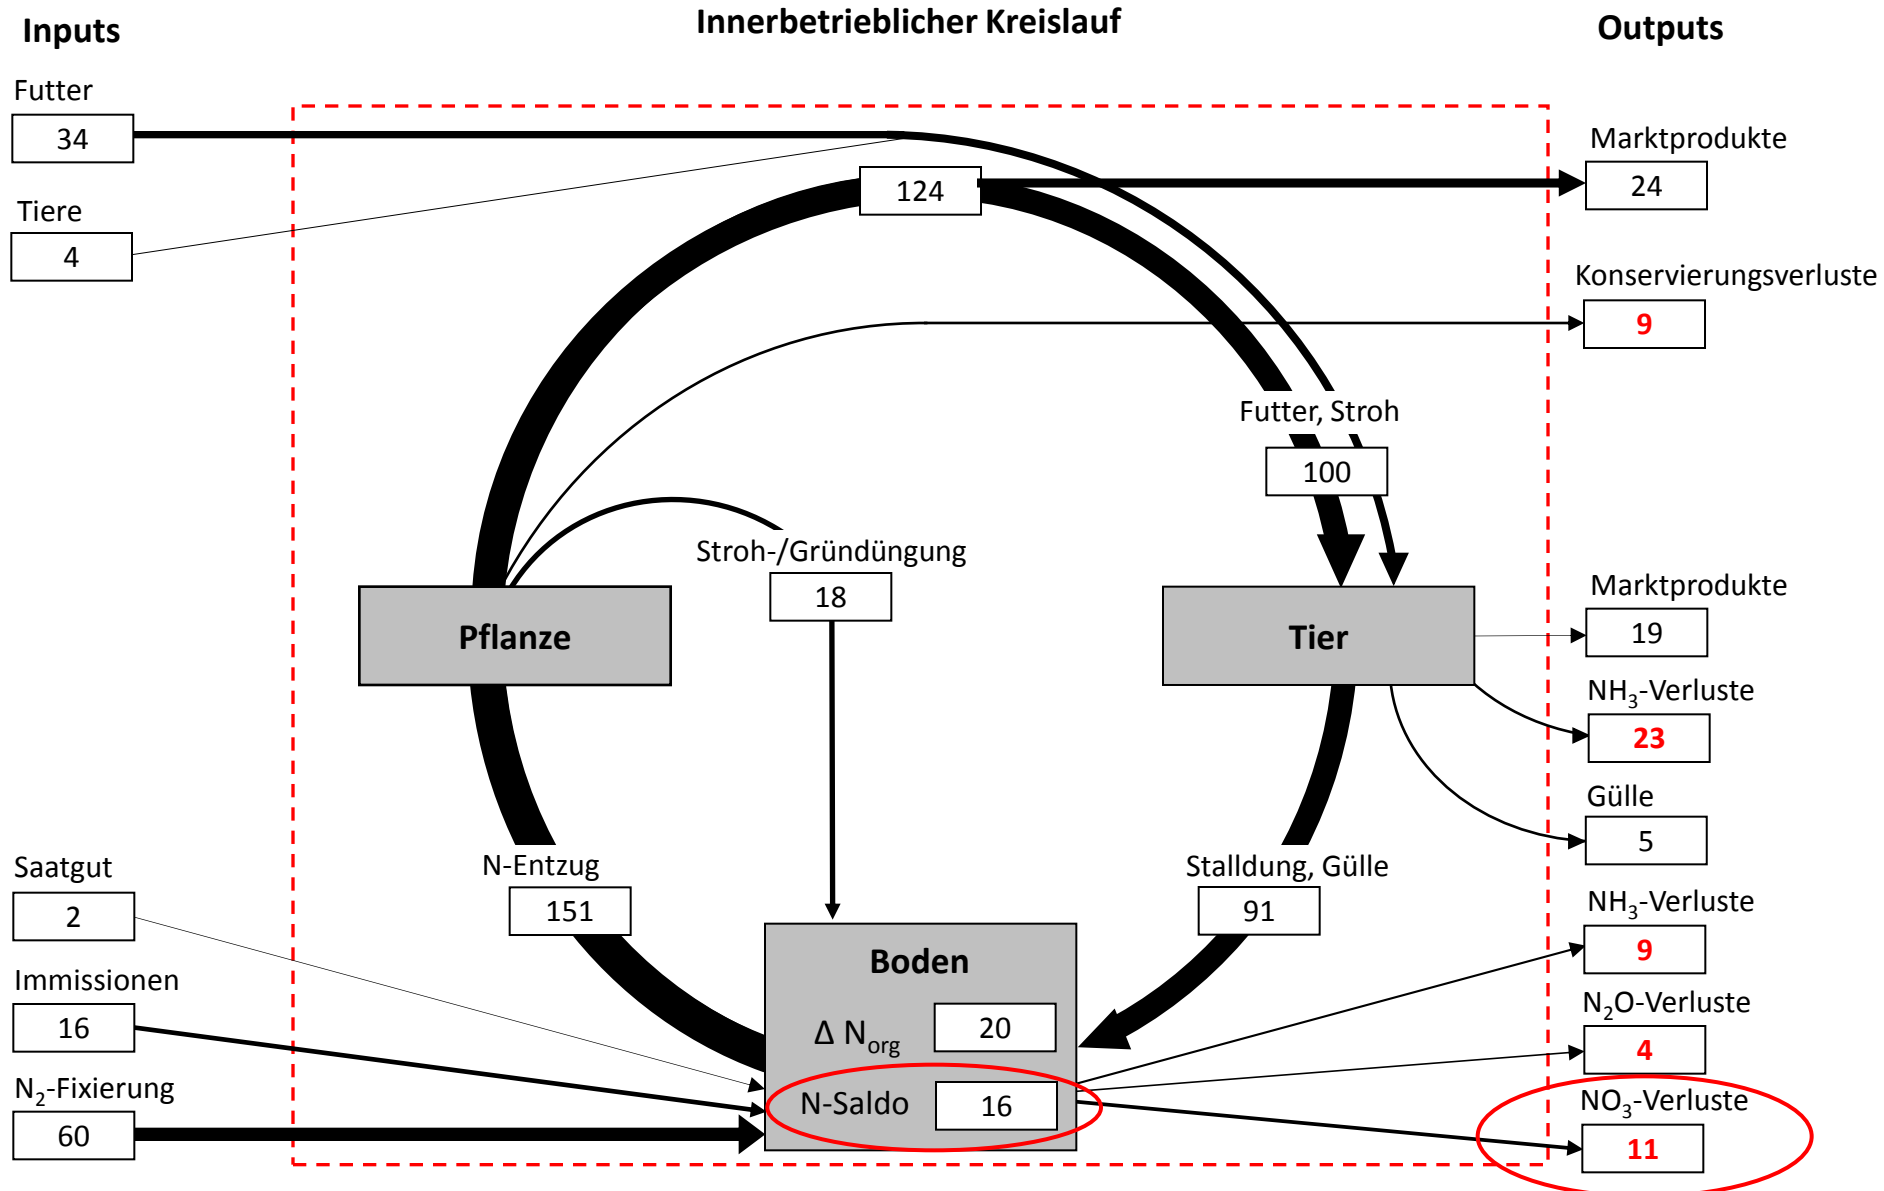 Inputs
Innerbetrieblicher Kreislauf
Outputs
Futter
34
Tiere
4
124
Marktprodukte
24
Konservierungsverluste
9
Futter, Stroh
100
Stroh-/Gründüngung
18
Pflanze
Tier
Marktprodukte
19
NH₃-Verluste
23
Gülle
5
N-Entzug
151
Stalldung, Gülle
91
Saatgut
2
Immissionen
16
N₂-Fixierung
60
Boden
Δ N_org 20
N-Saldo 16
NH₃-Verluste
9
N₂O-Verluste
4
NO₃-Verluste
11